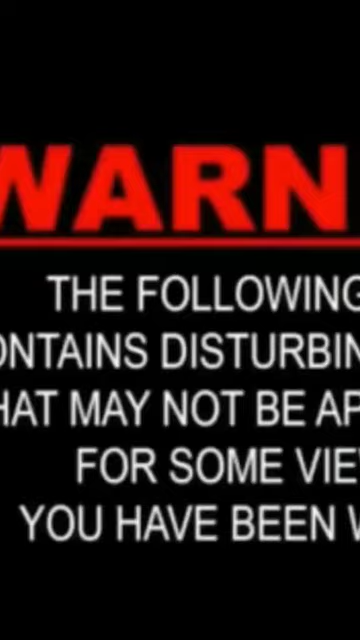 WARN
THE FOLLOWING
ONTAINS DISTURBIN
HAT MAY NOT BE AP
FOR SOME VIE
YOU HAVE BEEN W